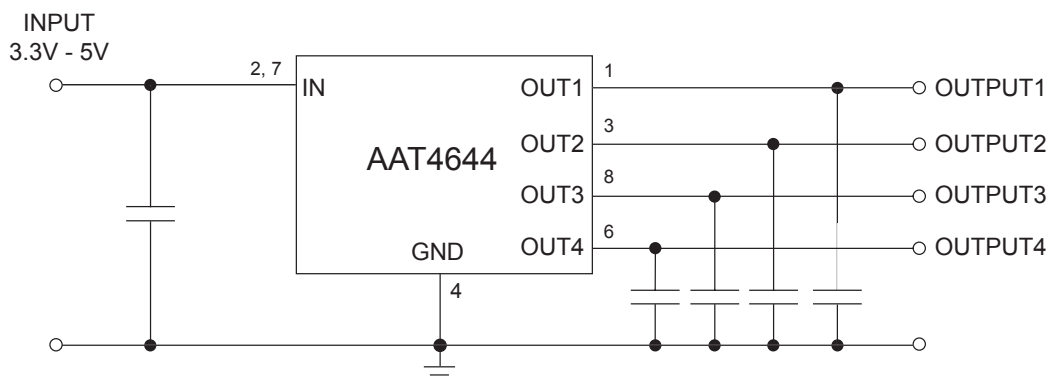 INPUT
3.3V - 5V
2, 7
IN
AAT4644
GND
4
OUT1
1
OUTPUT1
OUT2
3
OUTPUT2
OUT3
8
OUTPUT3
OUT4
6
OUTPUT4